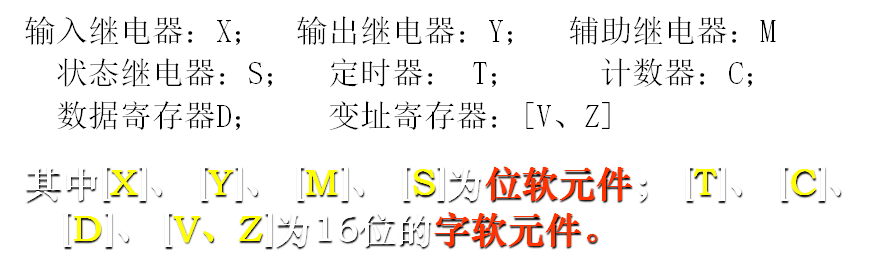 输入继电器：X； 输出继电器：Y； 辅助继电器：M
状态继电器：S； 定时器： T； 计数器：C；
数据寄存器D； 变址寄存器：[V、Z]
其中[X]、 [Y]、 [M]、 [S]为位软元件； [T]、 [C]、
[D]、 [V、Z]为16位的字软元件。